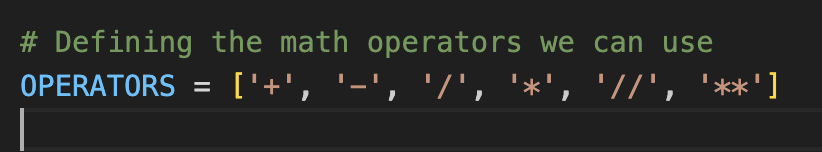 # Defining the math operators we can use
OPERATORS = ['+', '-', '/', '*', '//', '**']